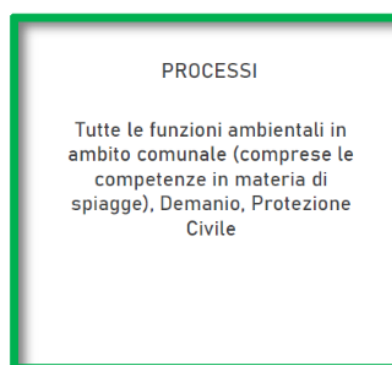 PROCESSI
Tutte le funzioni ambientali in
ambito comunale (comprese le
competenze in materia di
spiagge), Demanio, Protezione
Civile